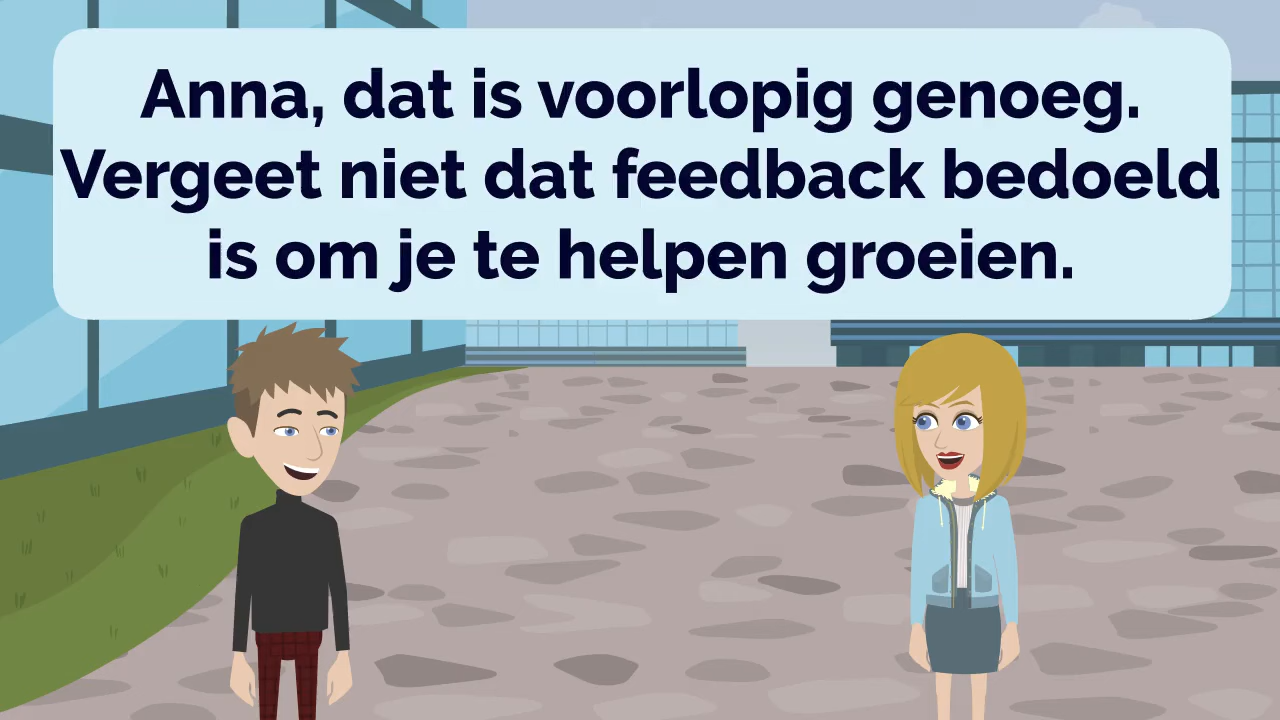 Anna, dat is voorlopig genoeg.
Vergeet niet dat feedback bedoeld
is om je te helpen groeien.